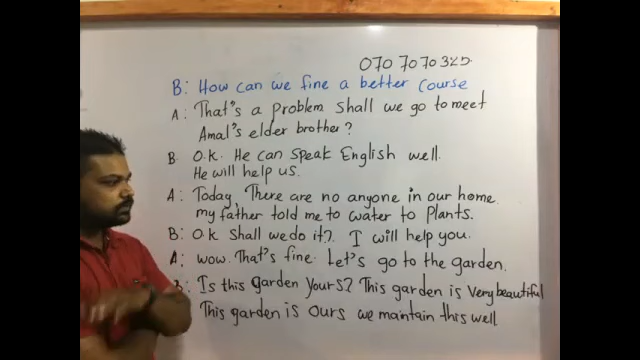 070 7070325
B: How can we fine a better course
A: That's a problem shall we go to meet
Amal's elder brother?
B. O.K. He can speak English well.
He will help us.
A: Today, There are no anyone in our home.
my father told me to water to Plants.
B: O.K Shall we do it?. I will help you.
A: wow. That's fine. Let's go to the garden.
B: Is this garden yours? This garden is very beautiful
This garden is ours we maintain this well